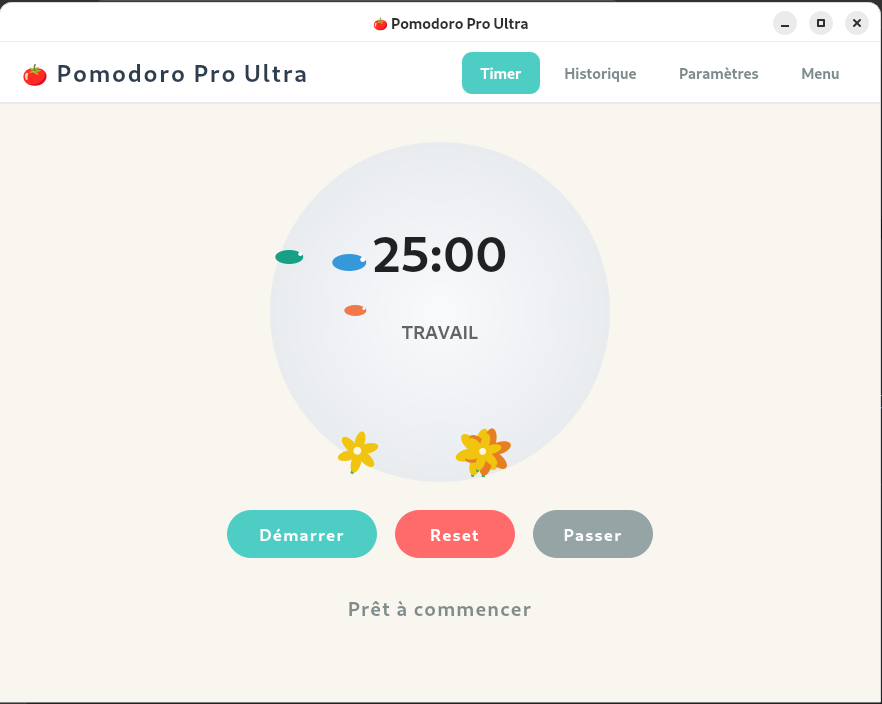 🍅 Pomodoro Pro Ultra
🍅 Pomodoro Pro Ultra
Timer
Historique
Paramètres
Menu
25:00
TRAVAIL
Démarrer
Reset
Passer
Prêt à commencer